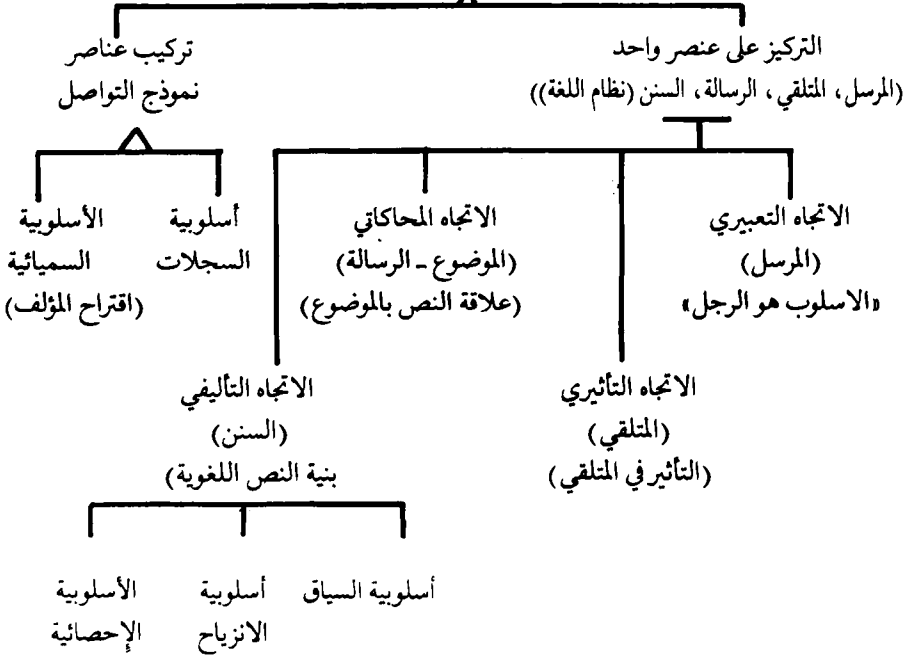 التركيز على عنصر واحد
(المرسل، المتلقي، الرسالة، السنن (نظام اللغة))
تركيب عناصر
نموذج التواصل
الاتجاه التعبيري
(المرسل)
«الاسلوب هو الرجل»
الاتجاه المحاكاتي
(الموضوع ـ الرسالة)
(علاقة النص بالموضوع)
أسلوبية
السجلات
الأسلوبية
السميائية
(اقتراح المؤلف)
الاتجاه التأثيري
(المتلقي)
(التأثير في المتلقي)
الاتجاه التأليفي
(السنن)
بنية النص اللغوية)
أسلوبية السياق
أسلوبية
الانزياح
الأسلوبية
الإحصائية